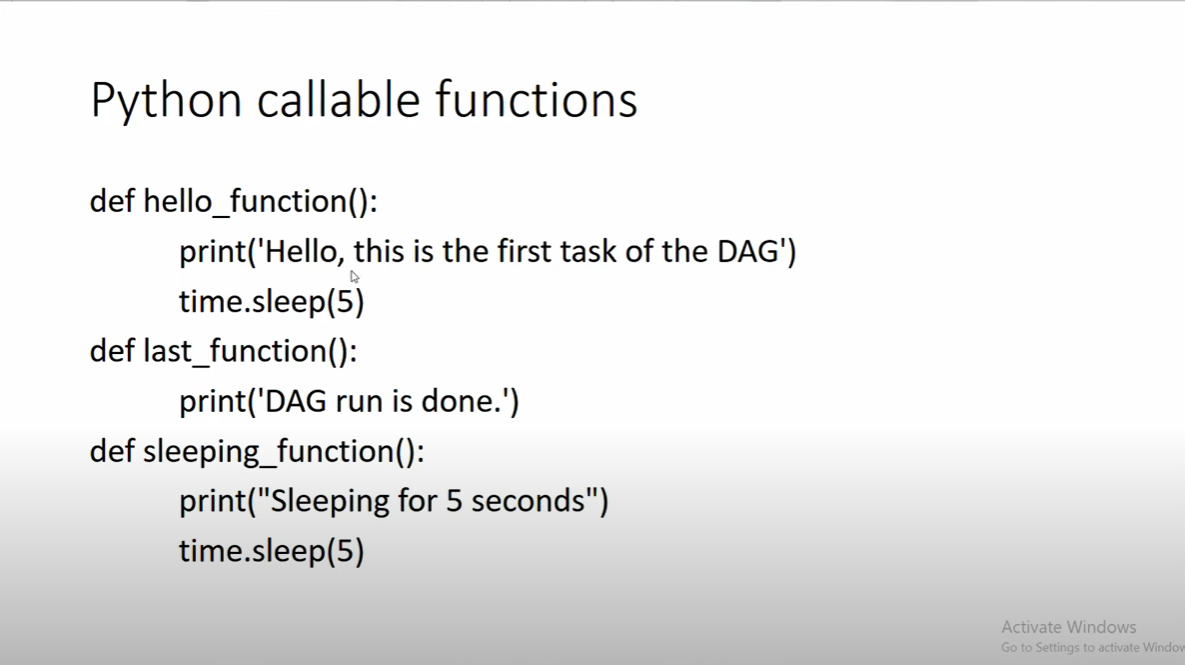 Python callable functions
def hello_function():
print('Hello, this is the first task of the DAG')
time.sleep(5)
def last_function():
print('DAG run is done.')
def sleeping_function():
print("Sleeping for 5 seconds")
time.sleep(5)
Activate Windows
Go to Settings to activate Window